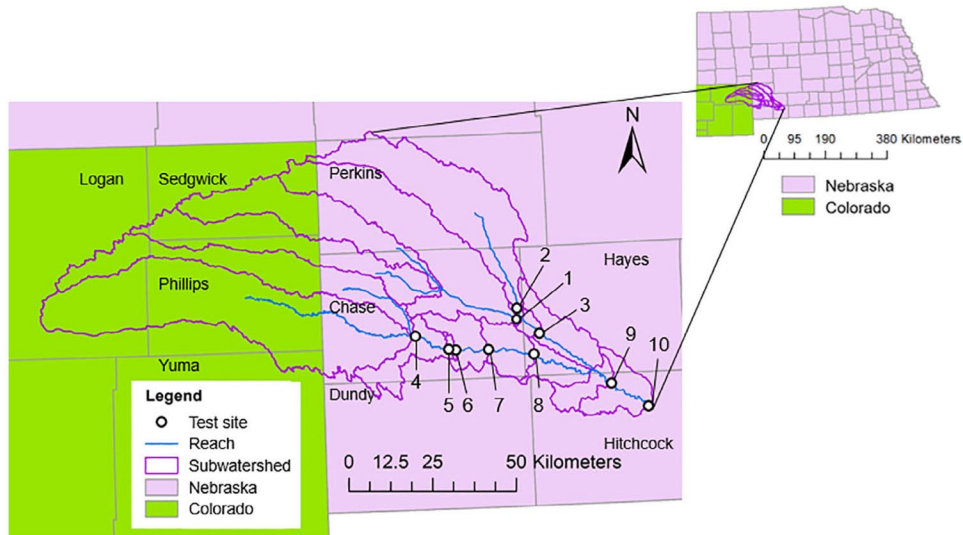 N
0 95 190 380 Kilometers
Nebraska
Colorado
Logan
Sedgwick
Perkins
Phillips
Chase
Hayes
2
1
3
9
10
Yuma
Dundy
4
5
6
7
8
Hitchcock
Legend
Test site
Reach
Subwatershed
Nebraska
Colorado
0 12.5 25 50 Kilometers